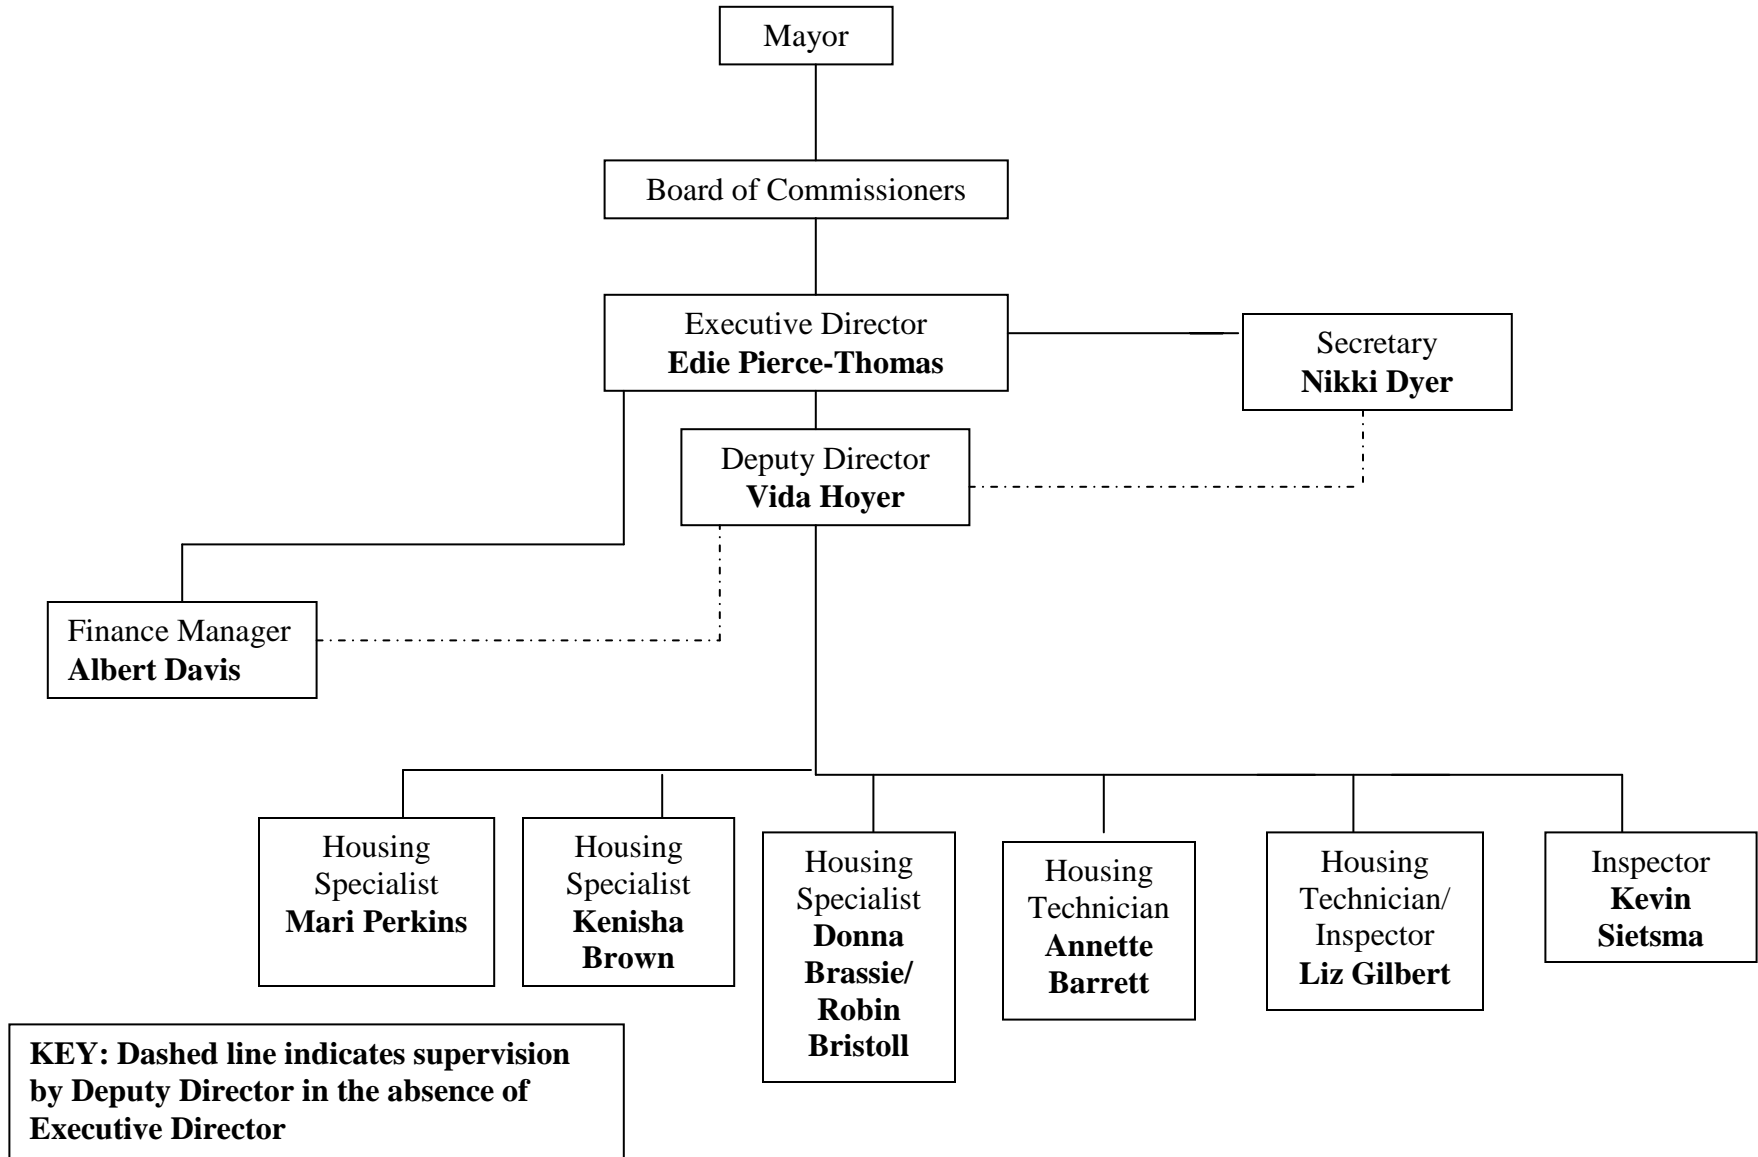 Mayor
Board of Commissioners
Executive Director
Edie Pierce-Thomas
Secretary
Nikki Dyer
Deputy Director
Vida Hoyer
Finance Manager
Albert Davis
Housing
Specialist
Mari Perkins
Housing
Specialist
Kenisha
Brown
Housing
Specialist
Donna
Brassie/
Robin
Bristoll
Housing
Technician
Annette
Barrett
Housing
Technician/
Inspector
Liz Gilbert
Inspector
Kevin
Sietsma
KEY: Dashed line indicates supervision
by Deputy Director in the absence of
Executive Director